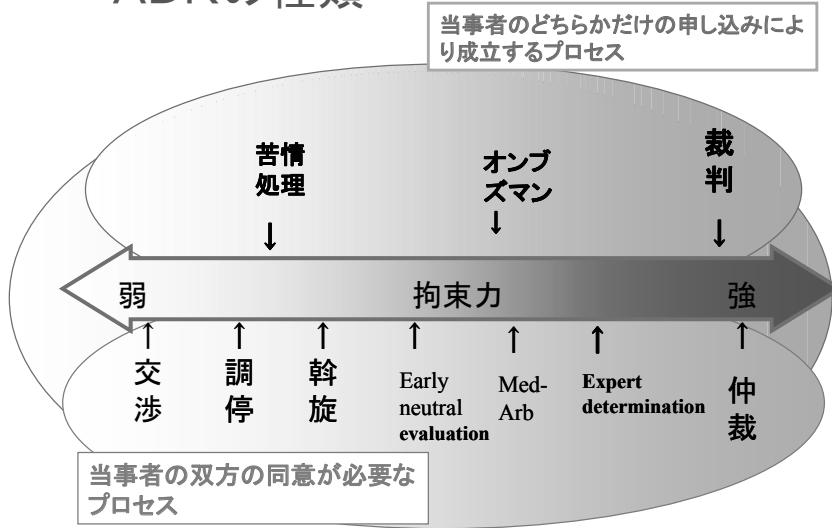 ADRの種類
当事者のどちらかだけの申し込みによ
り成立するプロセス
苦情
処理
オンブ
ズマン
裁
判
↓
↓
↓
弱
拘束力
強
↑
↑
↑
↑
↑
↑
↑
交
渉
調
停
斡
旋
Early
neutral
evaluation
Med-
Arb
Expert
determination
仲
裁
当事者の双方の同意が必要な
プロセス